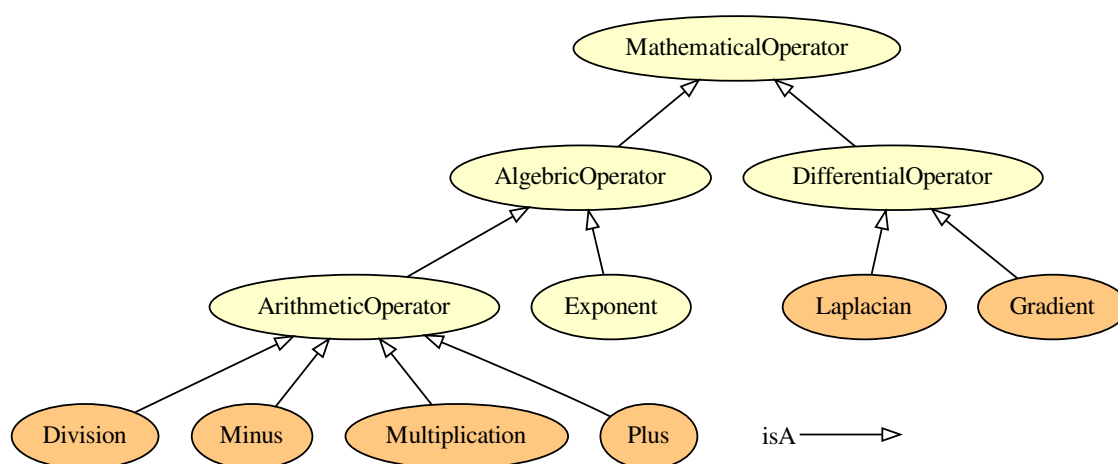 MathematicalOperator
AlgebricOperator
DifferentialOperator
ArithmeticOperator
Exponent
Laplacian
Gradient
Division
Minus
Multiplication
Plus
isA